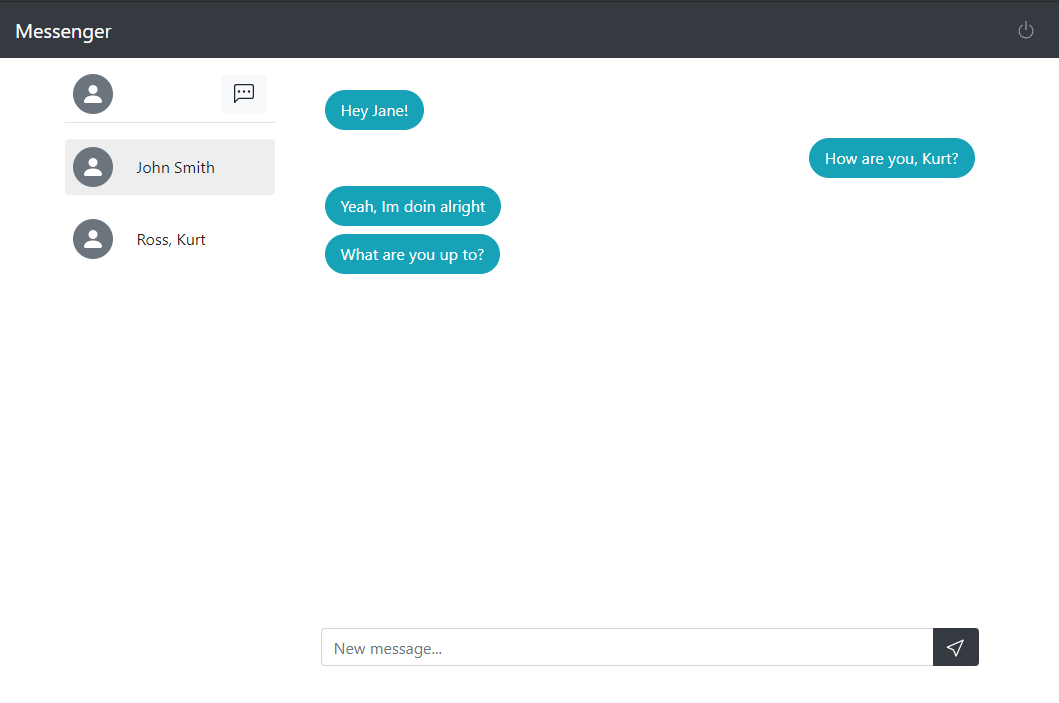 Messenger
John Smith
Ross, Kurt
Hey Jane!
How are you, Kurt?
Yeah, Im doin alright
What are you up to?
New message...